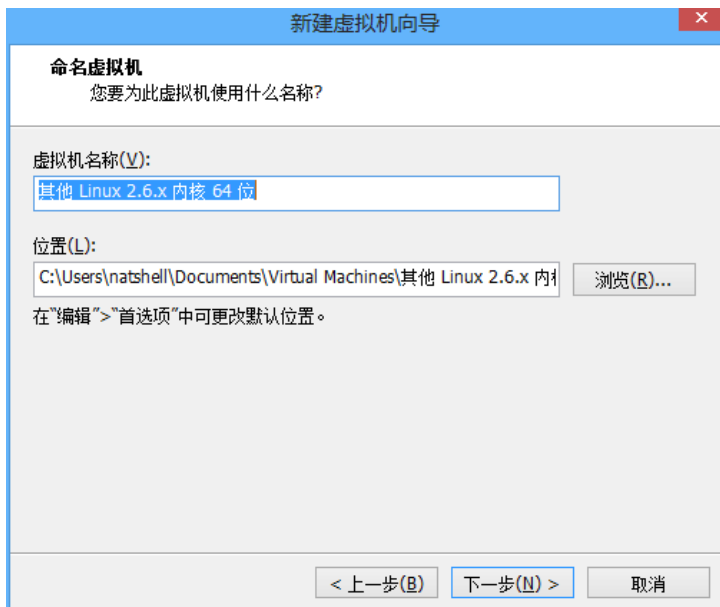 新建虚拟机向导
命名虚拟机
您要为此虚拟机使用什么名称?
虚拟机名称(V):
其他 Linux 2.6.x 内核 64 位
位置(L):
C:\Users\natshell\Documents\Virtual Machines\其他 Linux 2.6.x 内
浏览(R)...
在"编辑">"首选项"中可更改默认位置。
< 上一步(B)
下一步(N) >
取消